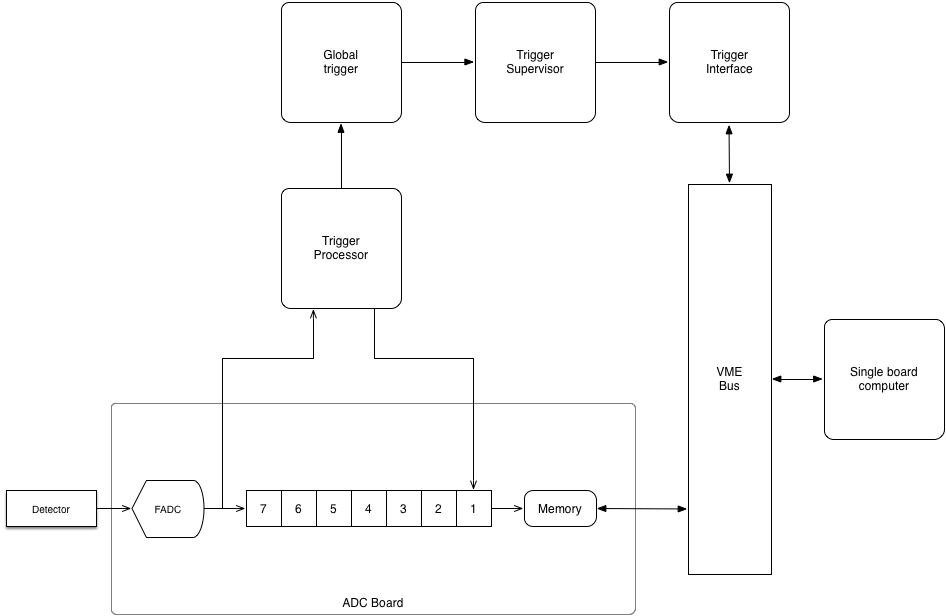 Global
trigger
Trigger
Supervisor
Trigger
Interface
Trigger
Processor
VME
Bus
Single board
computer
Detector
FADC
7 6 5 4 3 2 1
Memory
ADC Board